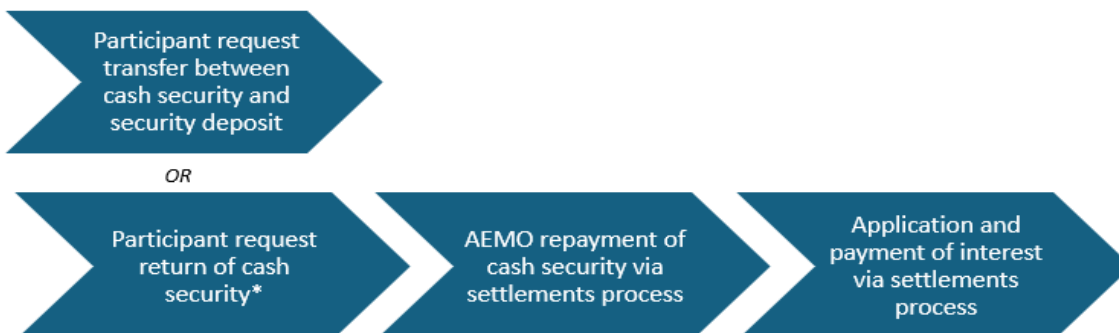 Participant request
transfer between
cash security and
security deposit
OR
Participant request
return of cash
security*
AEMO repayment of
cash security via
settlements process
Application and
payment of interest
via settlements
process